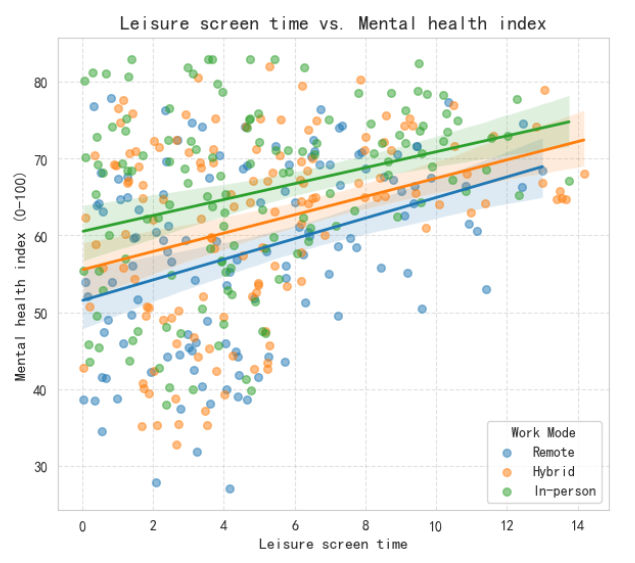 Leisure screen time vs. Mental health index
Mental health index (0-100)
80
70
60
50
40
30
0 2 4 6 8 10 12 14
Leisure screen time
Work Mode
Remote
Hybrid
In-person